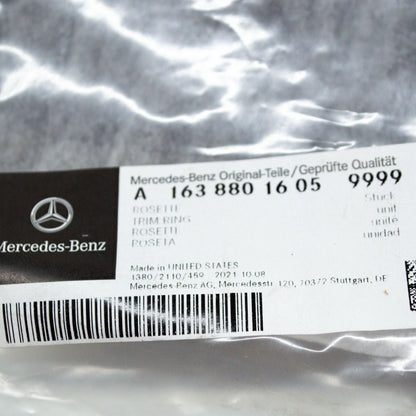 Mercedes-Benz
Mercedes-Benz Original-Teile/Geprüfte Qualität
A 163 880 16 05 9999
ROSETTE Stück
TRIM RING unit
ROSETTE unité
ROSETA unidad
Made in UNITED STATES
1380/2110/459 2021.10.08
Mercedes-Benz AG, Mercedesstr. 120, 70372 Stuttgart, DE